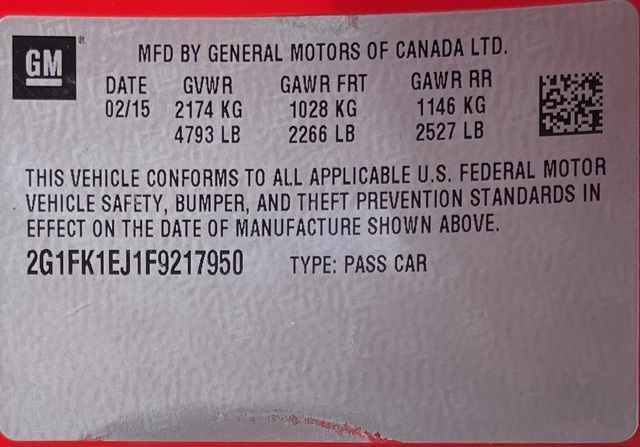 GM ®
MFD BY GENERAL MOTORS OF CANADA LTD.
DATE GVWR GAWR FRT GAWR RR
02/15 2174 KG 1028 KG 1146 KG
4793 LB 2266 LB 2527 LB
THIS VEHICLE CONFORMS TO ALL APPLICABLE U.S. FEDERAL MOTOR
VEHICLE SAFETY, BUMPER, AND THEFT PREVENTION STANDARDS IN
EFFECT ON THE DATE OF MANUFACTURE SHOWN ABOVE.
2G1FK1EJ1F9217950 TYPE: PASS CAR